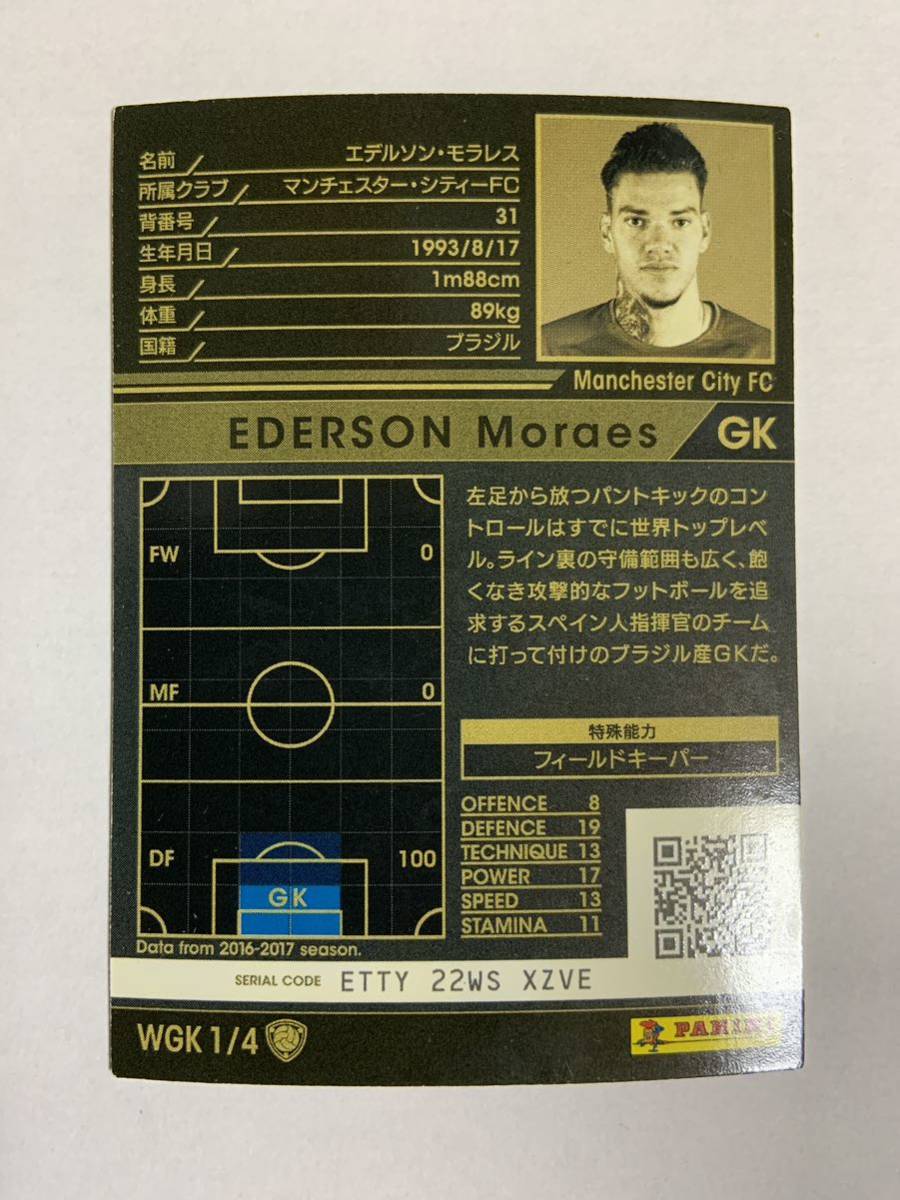 名前 エデルソン・モラレス
所属クラブ マンチェスター・シティーFC
背番号 31
生年月日 1993/8/17
身長 1m88cm
体重 89kg
国籍 ブラジル
Manchester City FC
EDERSON Moraes GK
FW 0
MF 0
DF 100
GK
Data from 2016-2017 season.
左足から放つパントキックのコン
トロールはすでに世界トップレベ
ル。ライン裏の守備範囲も広く、飽
くなき攻撃的なフットボールを追
求するスペイン人指揮官のチーム
に打って付けのブラジル産GKだ。
特殊能力
フィールドキーパー
OFFENCE 8
DEFENCE 19
TECHNIQUE 13
POWER 17
SPEED 13
STAMINA 11
SERIAL CODE ETTY 22WS XZVE
WGK 1/4
PANINI